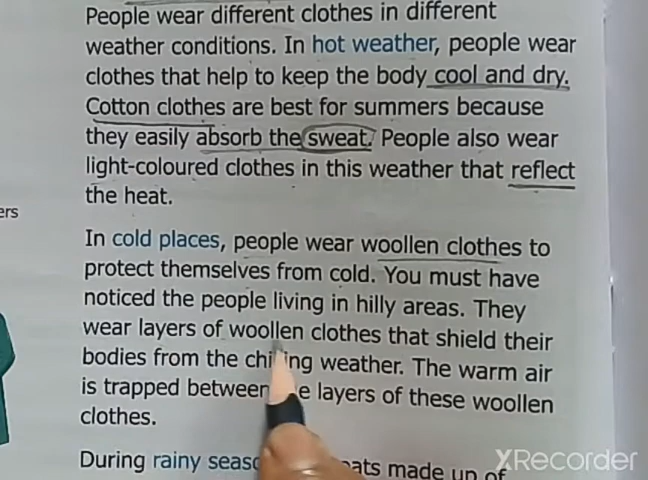 People wear different clothes in different
weather conditions. In hot weather, people wear
clothes that help to keep the body cool and dry.
Cotton clothes are best for summers because
they easily absorb the sweat. People also wear
light-coloured clothes in this weather that reflect
the heat.
ers
In cold places, people wear woollen clothes to
protect themselves from cold. You must have
noticed the people living in hilly areas. They
wear layers of woollen clothes that shield their
bodies from the chilling weather. The warm air
is trapped between layers of these woollen
clothes.
During rainy made up of
XRecorder